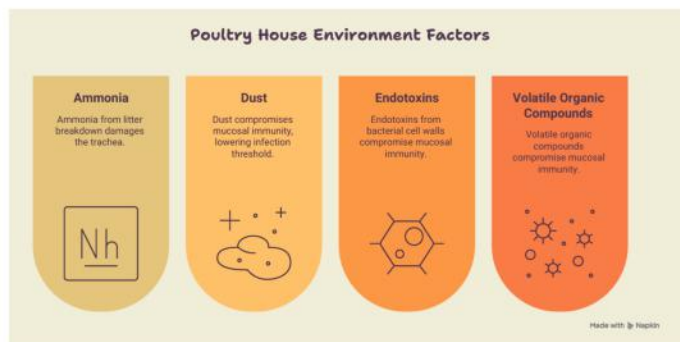 Poultry House Environment Factors
Ammonia
Ammonia from litter
breakdown damages
the trachea.
Nh
Dust
Dust compromises
mucosal immunity,
lowering infection
threshold.
Endotoxins
Endotoxins from
bacterial cell walls
compromise mucosal
immunity.
Volatile Organic
Compounds
Volatile organic
compounds
compromise mucosal
immunity.
Made with Napkin